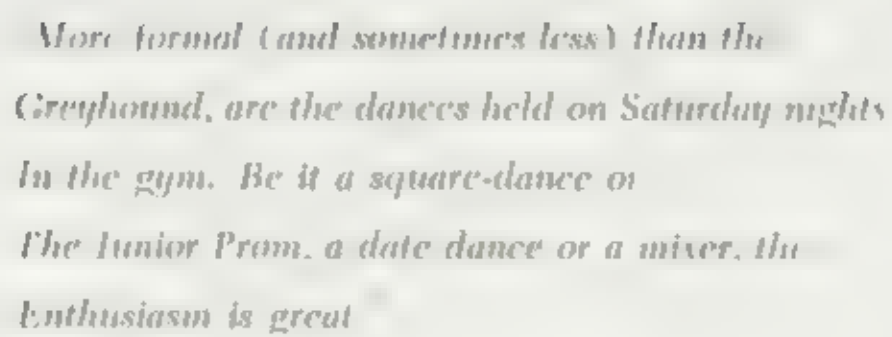 More formal (and sometimes less) than the
Greyhound, are the dances held on Saturday nights
In the gym. Be it a square-dance or
The Junior Prom, a date dance or a mixer, the
Enthusiasm is great